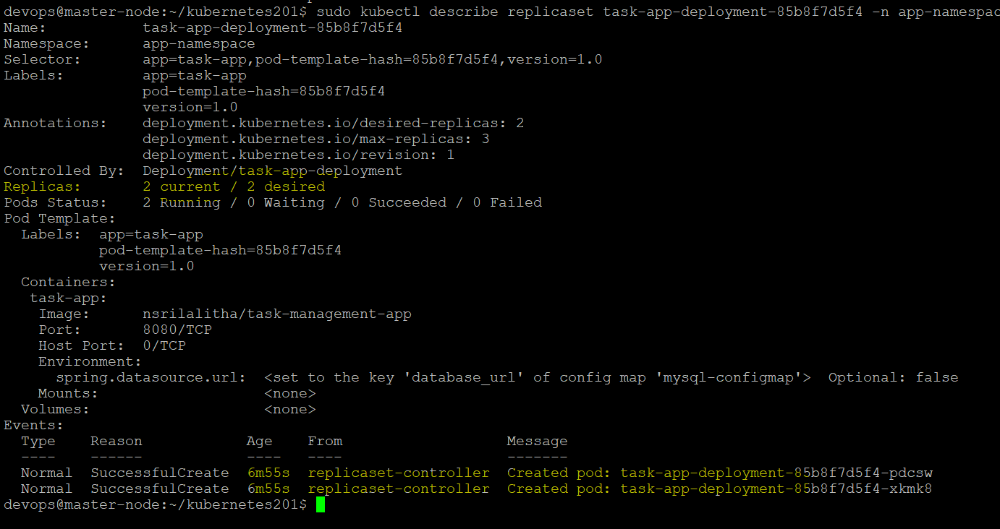 devops@master-node:~/kubernetes201$ sudo kubectl describe replicaset task-app-deployment-85b8f7d5f4 -n app-namespac
Name:           task-app-deployment-85b8f7d5f4
Namespace:      app-namespace
Selector:       app=task-app,pod-template-hash=85b8f7d5f4,version=1.0
Labels:         app=task-app
                pod-template-hash=85b8f7d5f4
                version=1.0
Annotations:    deployment.kubernetes.io/desired-replicas: 2
                deployment.kubernetes.io/max-replicas: 3
                deployment.kubernetes.io/revision: 1
Controlled By:  Deployment/task-app-deployment
Replicas:       2 current / 2 desired
Pods Status:    2 Running / 0 Waiting / 0 Succeeded / 0 Failed
Pod Template:
  Labels:  app=task-app
           pod-template-hash=85b8f7d5f4
           version=1.0
  Containers:
   task-app:
    Image:      nsrilalitha/task-management-app
    Port:       8080/TCP
    Host Port:  0/TCP
    Environment:
      spring.datasource.url:  <set to the key 'database_url' of config map 'mysql-configmap'>  Optional: false
    Mounts:                   <none>
  Volumes:                    <none>
Events:
  Type    Reason            Age    From                   Message
  ----    ------            ----   ----                   -------
  Normal  SuccessfulCreate  6m55s  replicaset-controller  Created pod: task-app-deployment-85b8f7d5f4-pdcsw
  Normal  SuccessfulCreate  6m55s  replicaset-controller  Created pod: task-app-deployment-85b8f7d5f4-xkmk8
devops@master-node:~/kubernetes201$